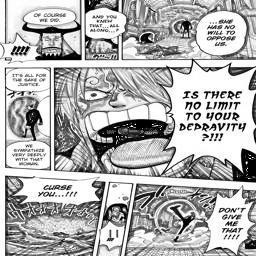 ...SHE
HAS NO
WILL TO
OPPOSE
US.
AND YOU
KNEW
THAT...ALL
ALONG...?
OF COURSE
WE DID.
!!!!
IS THERE
NO LIMIT
TO YOUR
DEPRAVITY
?!!!
IT'S ALL
FOR THE
SAKE OF
JUSTICE.
WE
SYMPATHIZE
VERY DEEPLY
WITH THAT
WOMAN.
DON'T
GIVE ME
THAT
!!!!
!!
CURSE
YOU...!!!